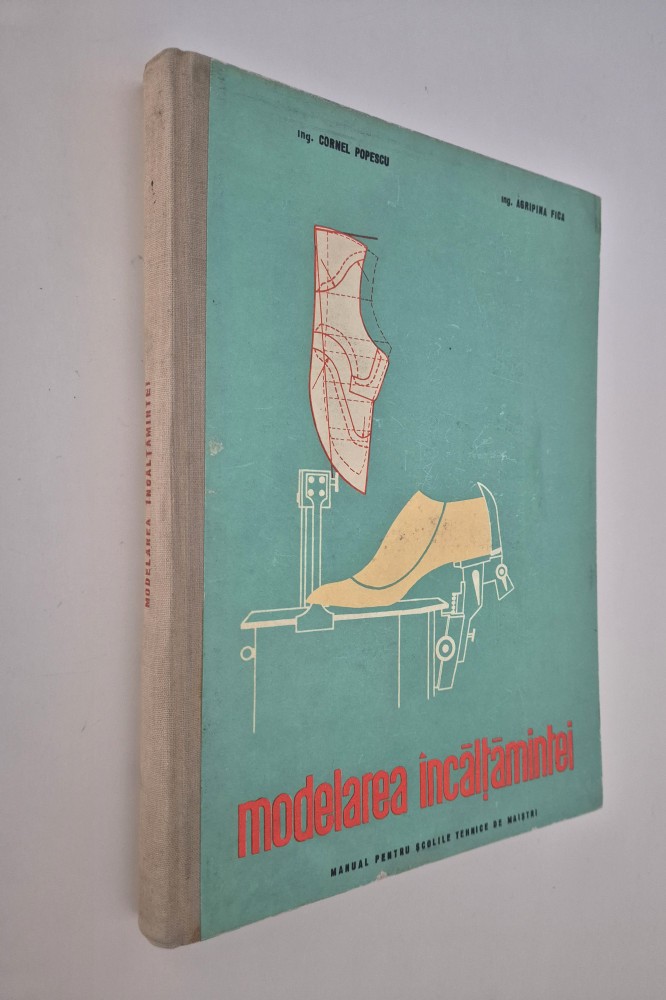 ing. CORNEL POPESCU
ing. AGRIPINA FICA
modelarea încălțămintei
MANUAL PENTRU ȘCOLILE TEHNICE DE MAIȘTRI
MODELAREA ÎNCĂLȚĂMINTEI